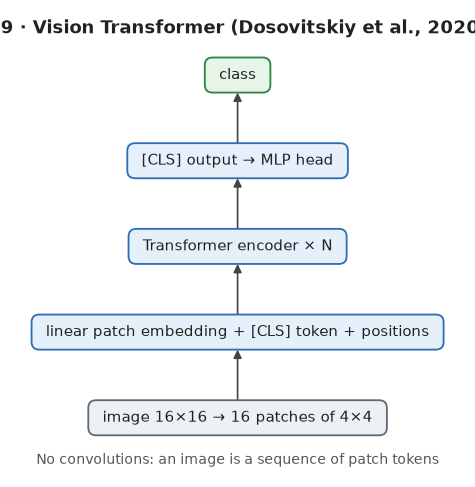 9 · Vision Transformer (Dosovitskiy et al., 2020
class
[CLS] output → MLP head
Transformer encoder × N
linear patch embedding + [CLS] token + positions
image 16×16 → 16 patches of 4×4
No convolutions: an image is a sequence of patch tokens